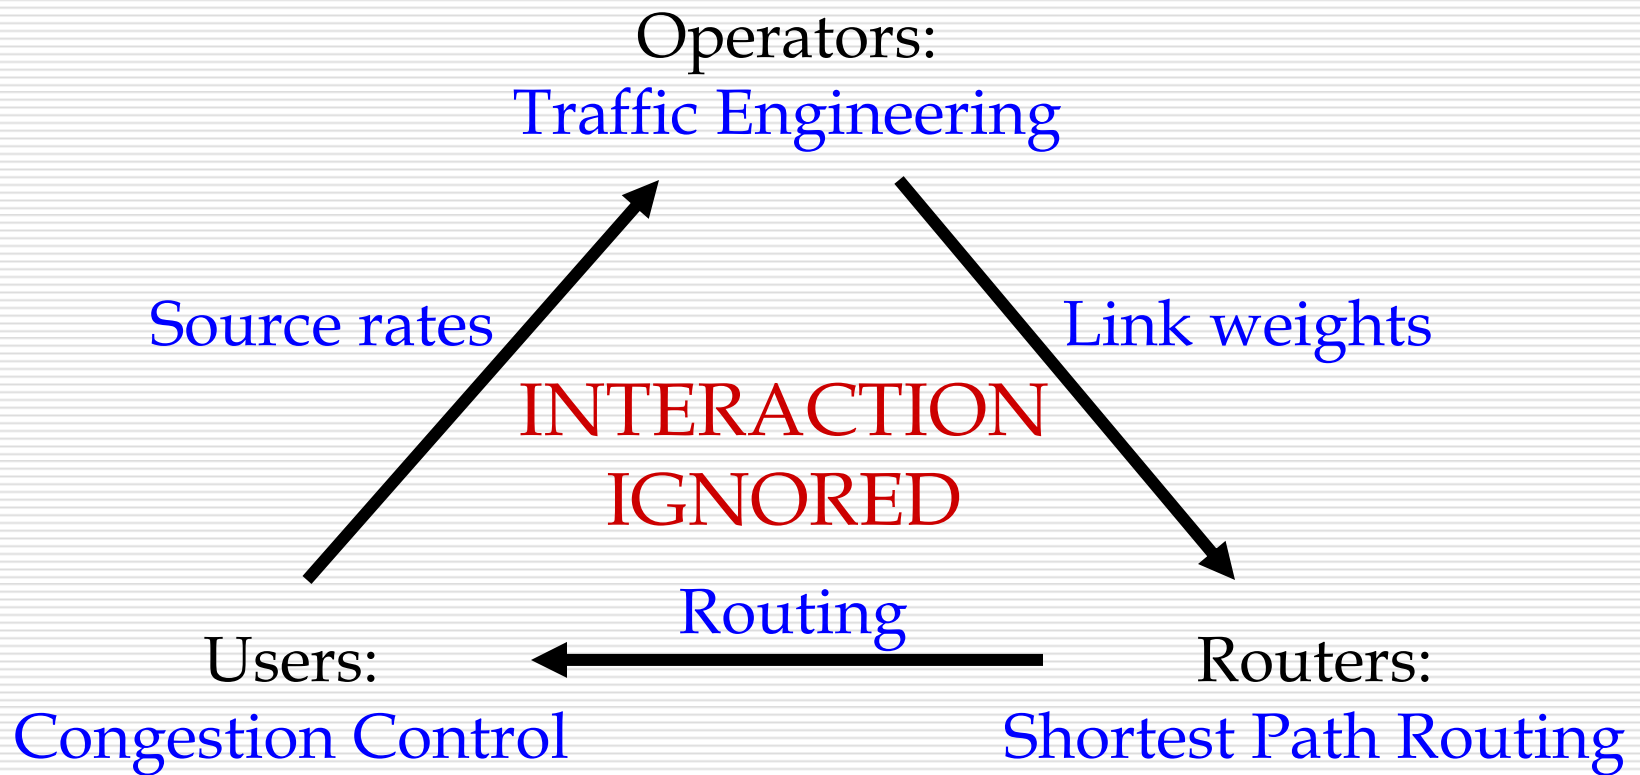 Operators:
Traffic Engineering
Source rates
Link weights
INTERACTION
IGNORED
Routing
Users:
Congestion Control
Routers:
Shortest Path Routing